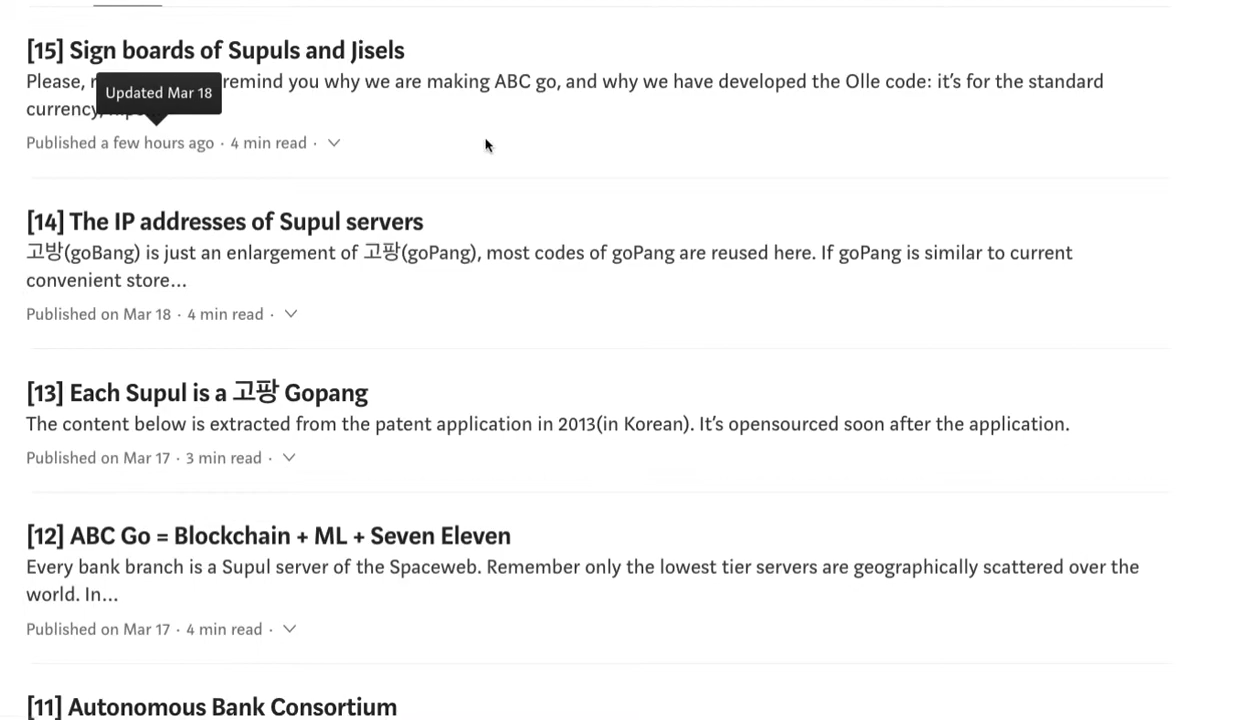 [15] Sign boards of Supuls and Jisels
Please, remind you why we are making ABC go, and why we have developed the Olle code: it's for the standard
Updated Mar 18
currency,
Published a few hours ago · 4 min read ·
[14] The IP addresses of Supul servers
고방(goBang) is just an enlargement of 고팡(goPang), most codes of goPang are reused here. If goPang is similar to current
convenient store...
Published on Mar 18 · 4 min read ·
[13] Each Supul is a 고팡 Gopang
The content below is extracted from the patent application in 2013(in Korean). It's opensourced soon after the application.
Published on Mar 17 · 3 min read ·
[12] ABC Go = Blockchain + ML + Seven Eleven
Every bank branch is a Supul server of the Spaceweb. Remember only the lowest tier servers are geographically scattered over the
world. In...
Published on Mar 17 · 4 min read ·
[11] Autonomous Bank Consortium